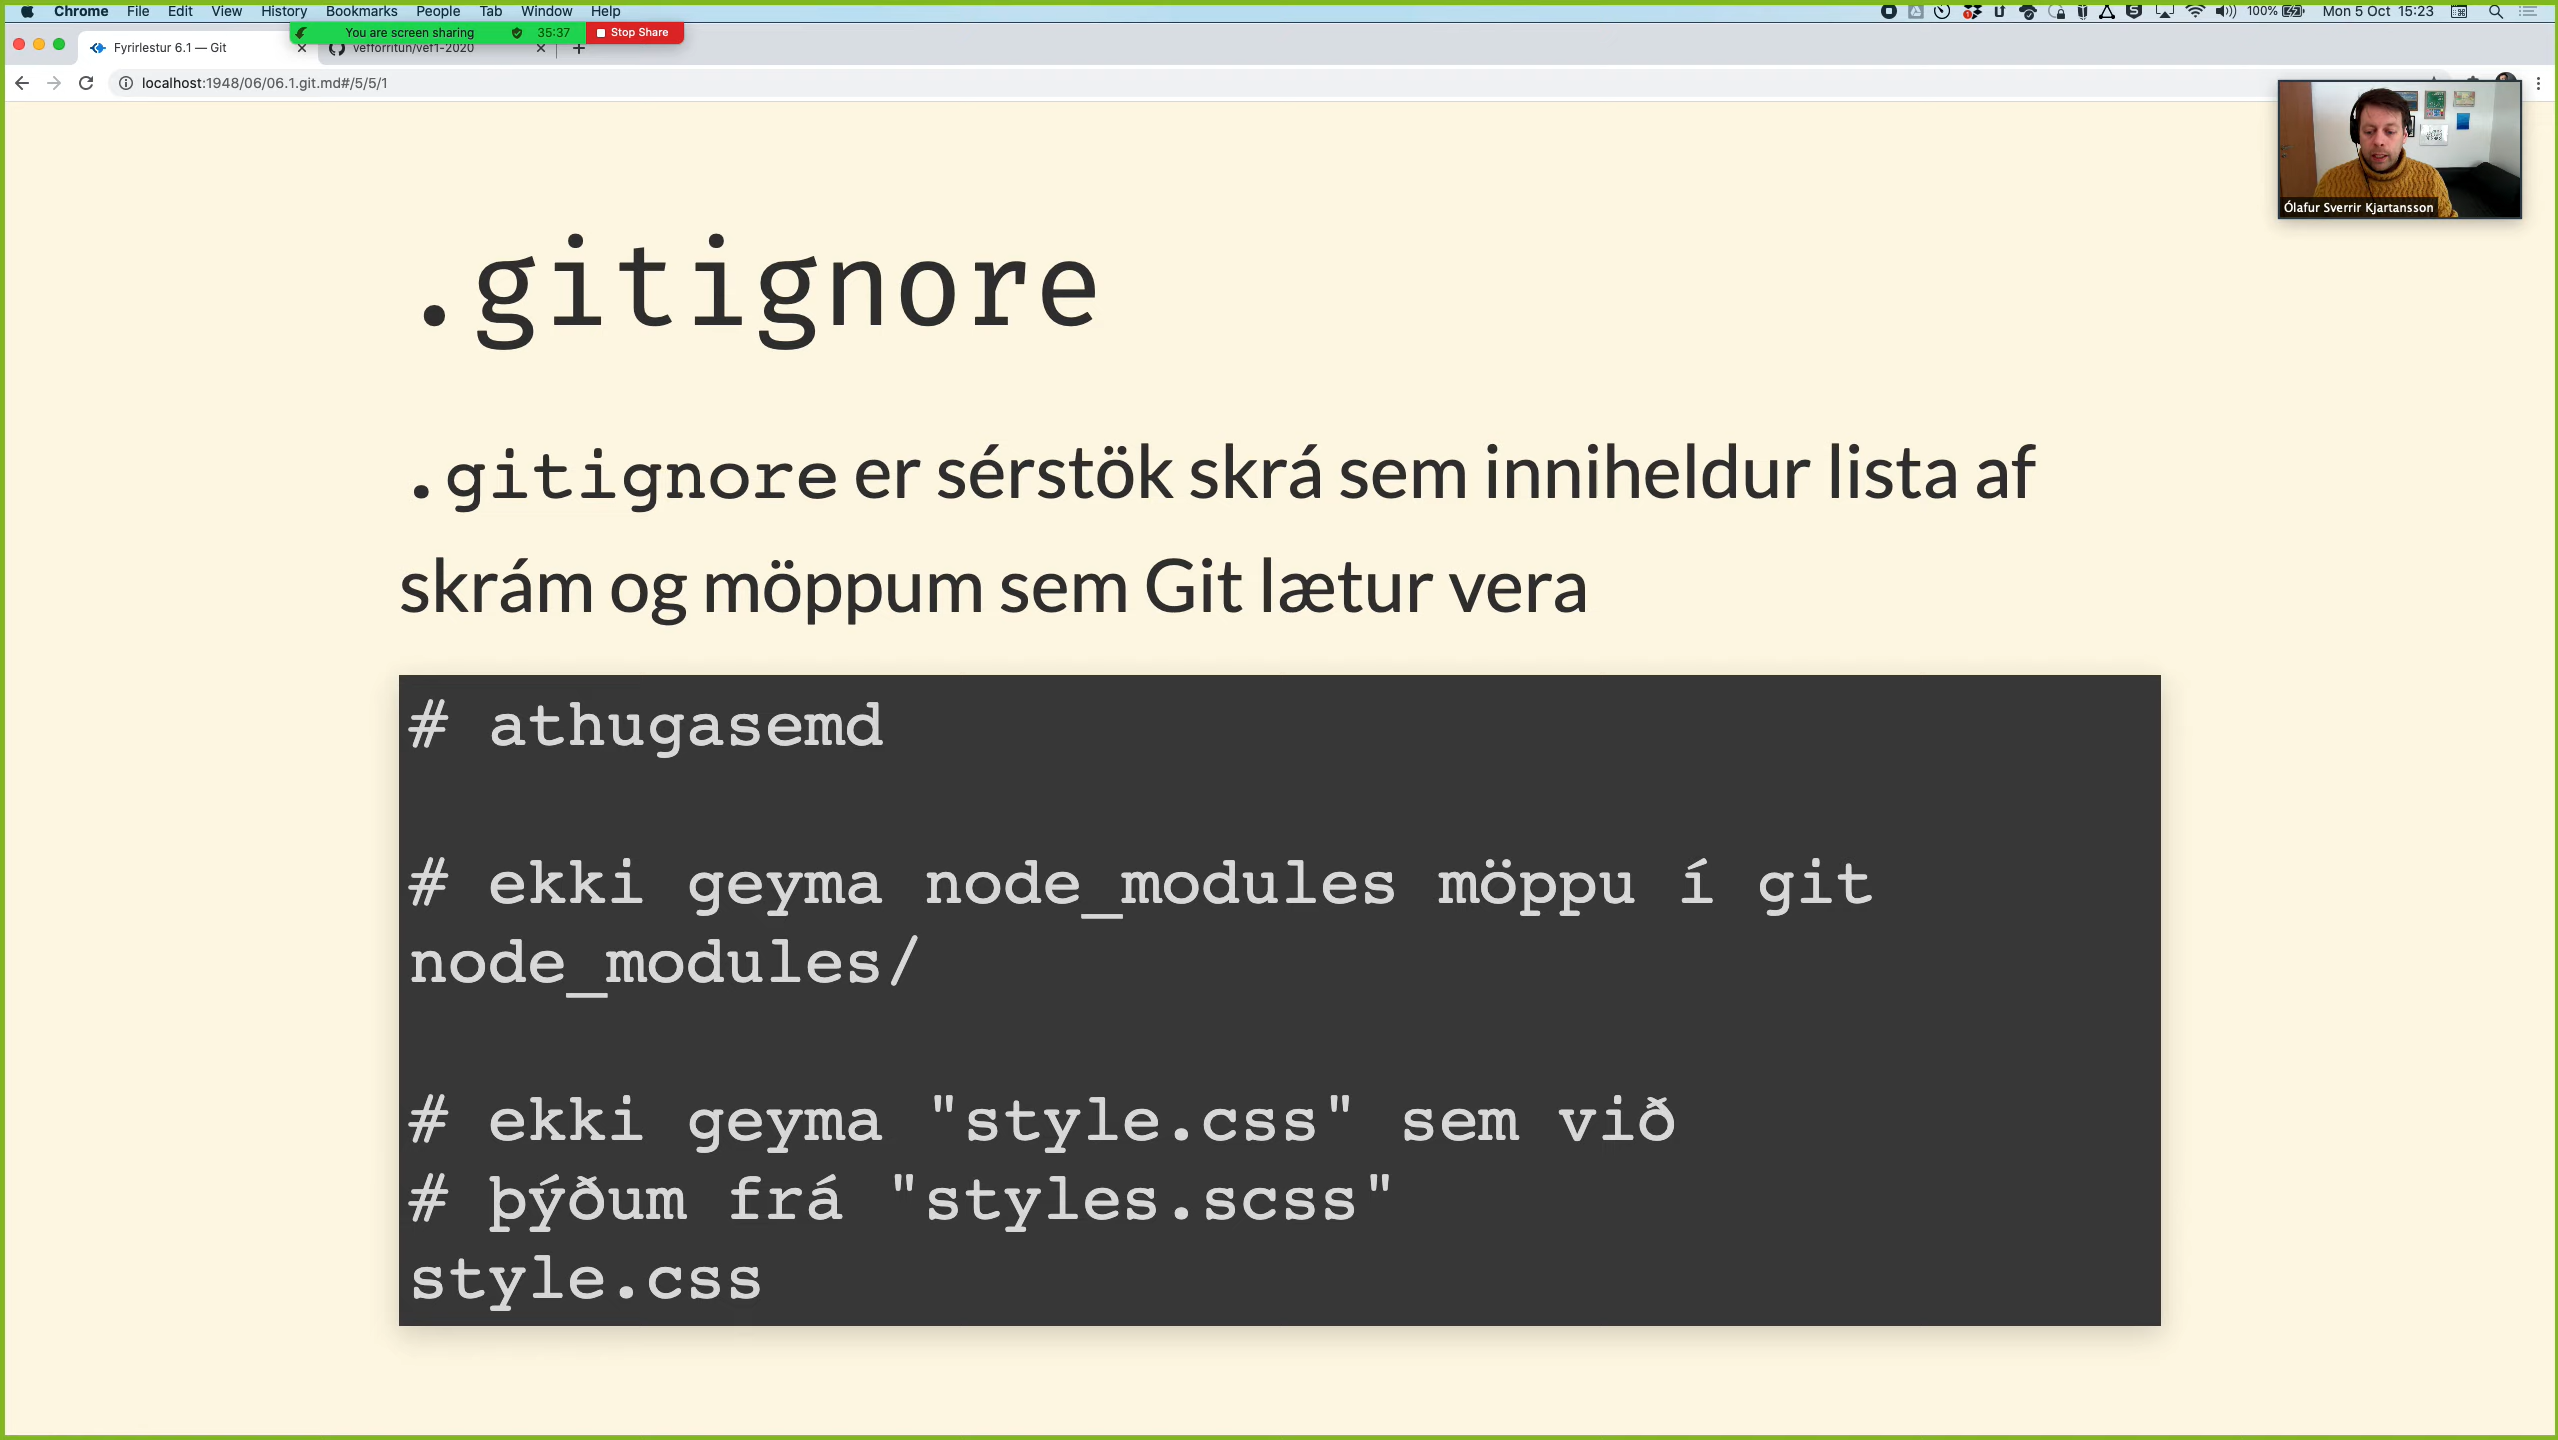 Chrome File Edit View History Bookmarks People Tab Window Help
100% Mon 5 Oct 15:23
You are screen sharing 35:37 Stop Share
Fyrirlestur 6.1 — Git vefforritun/vef1-2020
localhost:1948/06/06.1.git.md#/5/5/1
Ólafur Sverrir Kjartansson
.gitignore
.gitignore er sérstök skrá sem inniheldur lista af
skrám og möppum sem Git lætur vera
# athugasemd
# ekki geyma node_modules möppu í git
node_modules/
# ekki geyma "style.css" sem við
# þýðum frá "styles.scss"
style.css